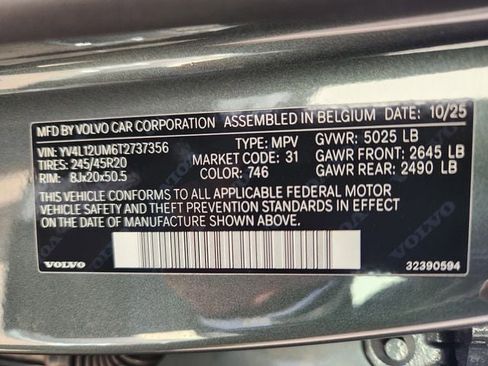 MFD BY VOLVO CAR CORPORATION ASSEMBLED IN BELGIUM DATE: 10/25
VIN: YV4L12UM6T2737356 TYPE: MPV GVWR: 5025 LB
TIRES: 245/45R20 MARKET CODE: 31 GAWR FRONT: 2645 LB
RIM: 8Jx20x50.5 COLOR: 746 GAWR REAR: 2490 LB
THIS VEHICLE CONFORMS TO ALL APPLICABLE FEDERAL MOTOR
VEHICLE SAFETY AND THEFT PREVENTION STANDARDS IN EFFECT
ON THE DATE OF MANUFACTURE SHOWN ABOVE.
VOLVO 32390594